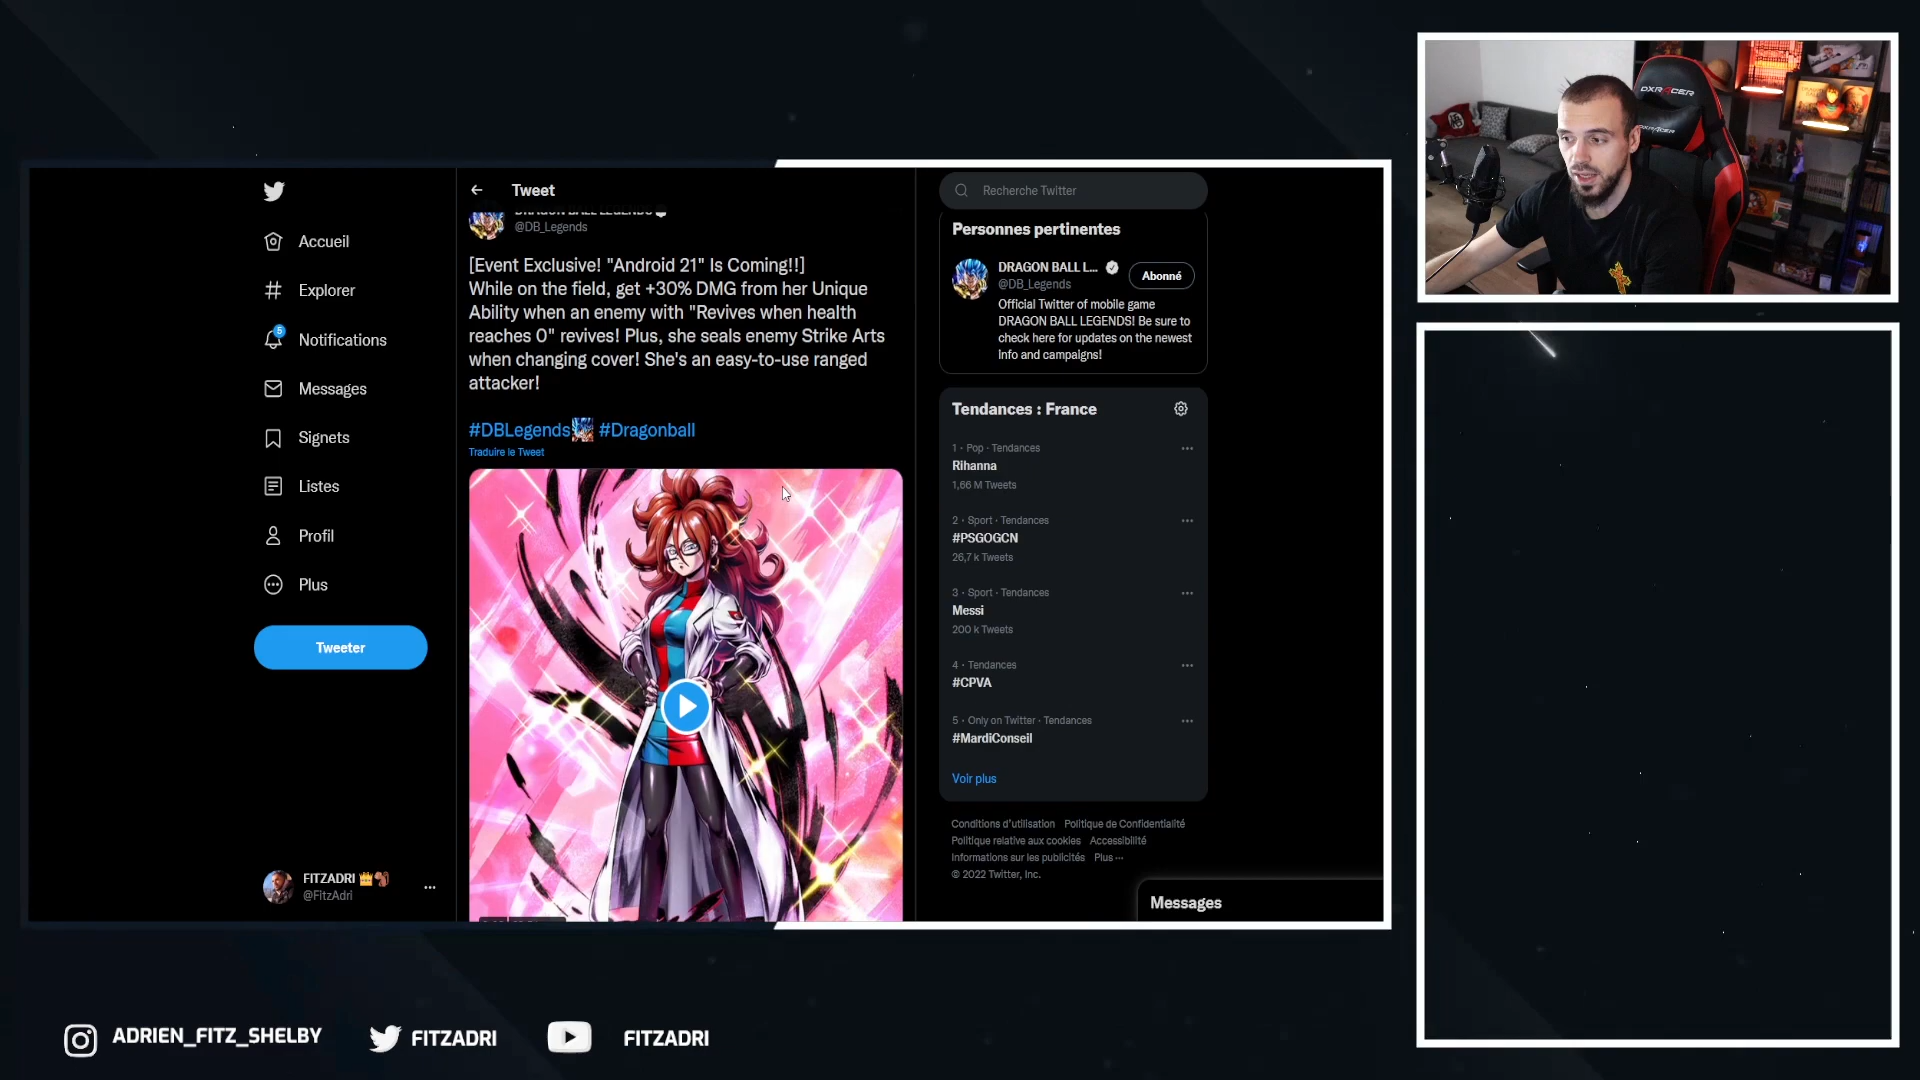 Tweet
DRAGON BALL LEGENDS
@DB_Legends
[Event Exclusive! "Android 21" Is Coming!!]
While on the field, get +30% DMG from her Unique
Ability when an enemy with "Revives when health
reaches 0" revives! Plus, she seals enemy Strike Arts
when changing cover! She's an easy-to-use ranged
attacker!
#DBLegends #Dragonball
Traduire le Tweet
Accueil
Explorer
5
Notifications
Messages
Signets
Listes
Profil
Plus
Tweeter
FITZADRI
@FitzAdri
Recherche Twitter
Personnes pertinentes
DRAGON BALL L...
@DB_Legends
Abonné
Official Twitter of mobile game
DRAGON BALL LEGENDS! Be sure to
check here for updates on the newest
info and campaigns!
Tendances : France
1 · Pop · Tendances
Rihanna
1,66 M Tweets
2 · Sport · Tendances
#PSGOGCN
26,7 k Tweets
3 · Sport · Tendances
Messi
200 k Tweets
4 · Tendances
#CPVA
5 · Only on Twitter · Tendances
#MardiConseil
Voir plus
Conditions d'utilisation Politique de Confidentialité
Politique relative aux cookies Accessibilité
Informations sur les publicités Plus ···
© 2022 Twitter, Inc.
Messages
DXRACER
DXRACER
ADRIEN_FITZ_SHELBY
FITZADRI
FITZADRI